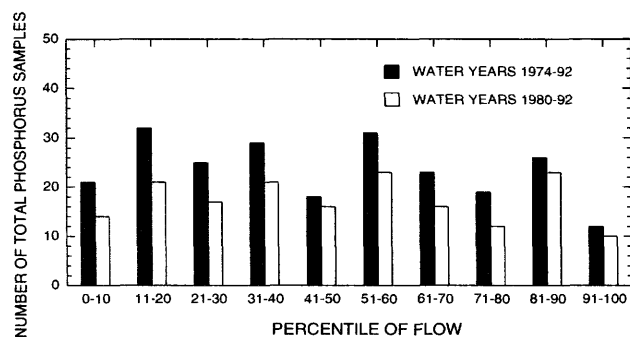 NUMBER OF TOTAL PHOSPHORUS SAMPLES
50
40
30
20
10
0
WATER YEARS 1974-92
WATER YEARS 1980-92
0-10 11-20 21-30 31-40 41-50 51-60 61-70 71-80 81-90 91-100
PERCENTILE OF FLOW